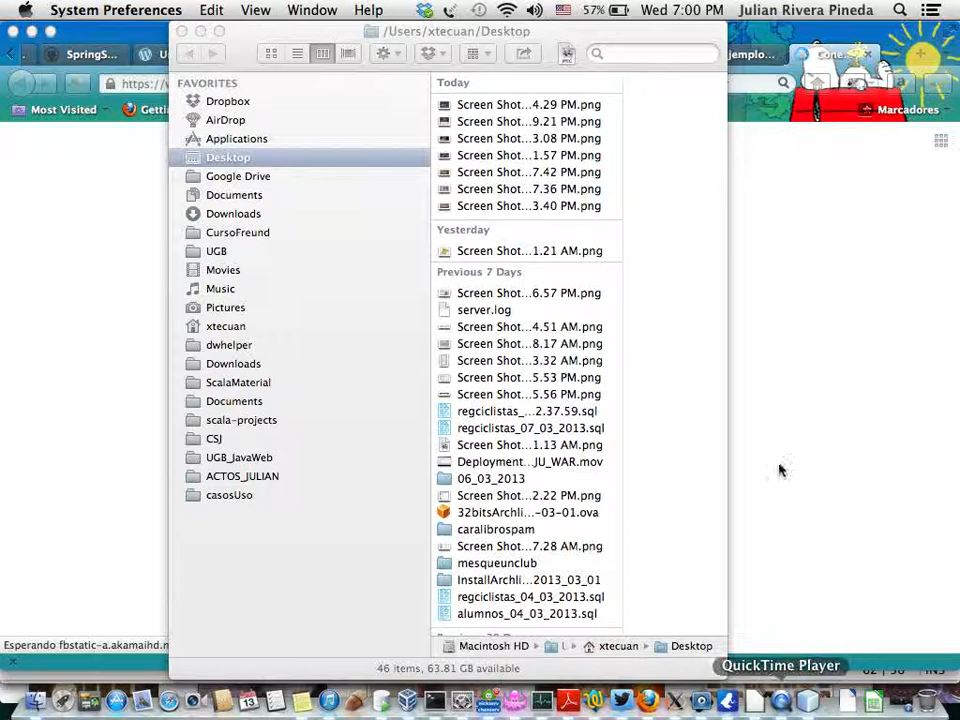 System Preferences Edit View Window Help 57% Wed 7:00 PM Julian Rivera Pineda
/Users/xtecuan/Desktop
SpringS
https://w
Most Visited Getting
jemplo...
Marcadores
FAVORITES
Dropbox
AirDrop
Applications
Desktop
Google Drive
Documents
Downloads
CursoFreund
UGB
Movies
Music
Pictures
xtecuan
dwhelper
Downloads
ScalaMaterial
Documents
scala-projects
CSJ
UGB_JavaWeb
ACTOS_JULIAN
casosUso
Today
Screen Shot...4.29 PM.png
Screen Shot...9.21 PM.png
Screen Shot...3.08 PM.png
Screen Shot...1.57 PM.png
Screen Shot...7.42 PM.png
Screen Shot...7.36 PM.png
Screen Shot...3.40 PM.png
Yesterday
Screen Shot...1.21 AM.png
Previous 7 Days
Screen Shot...6.57 PM.png
server.log
Screen Shot...4.51 AM.png
Screen Shot...8.17 AM.png
Screen Shot...3.32 AM.png
Screen Shot...5.53 PM.png
Screen Shot...5.56 PM.png
regciclistas_...2.37.59.sql
regciclistas_07_03_2013.sql
Screen Shot...1.13 AM.png
Deployment...JU_WAR.mov
06_03_2013
Screen Shot...2.22 PM.png
32bitsArchli...-03-01.ova
caralibrospam
Screen Shot...7.28 AM.png
mesqueunclub
InstallArchli...2013_03_01
regciclistas_04_03_2013.sql
alumnos_04_03_2013.sql
Esperando fbstatic-a.akamaihd.n
Macintosh HD xtecuan Desktop
46 items, 63.81 GB available
QuickTime Player
INS